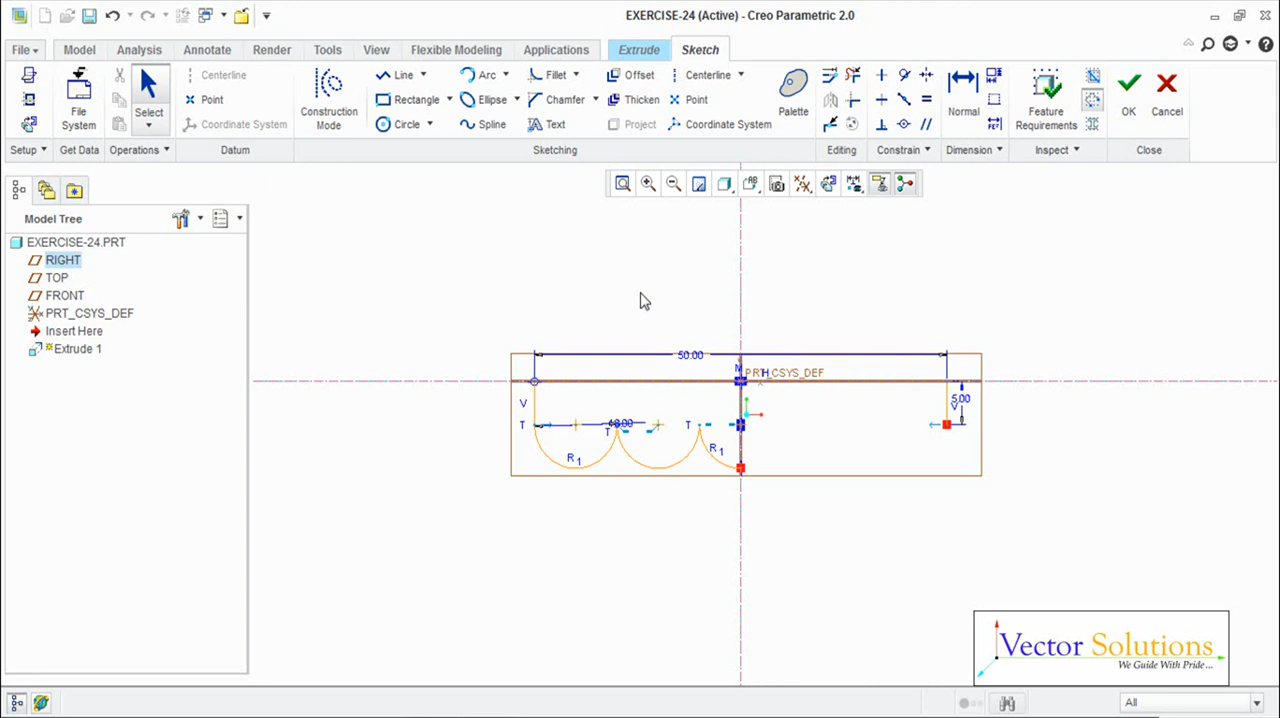 EXERCISE-24 (Active) - Creo Parametric 2.0
File Model Analysis Annotate Render Tools View Flexible Modeling Applications Extrude Sketch
Centerline Line Arc Fillet Offset Centerline
Point Rectangle Ellipse Chamfer Thicken Point
Coordinate System Circle Spline Text Project Coordinate System
File System Select Construction Mode Palette Normal Feature Requirements OK Cancel
Setup Get Data Operations Datum Sketching Editing Constrain Dimension Inspect Close
Model Tree
EXERCISE-24.PRT
RIGHT
TOP
FRONT
PRT_CSYS_DEF
Insert Here
Extrude 1
50.00
PRT_CSYS_DEF
H
V
5.00
V
T
T
T
R1
R1
Vector Solutions
We Guide With Pride...
All